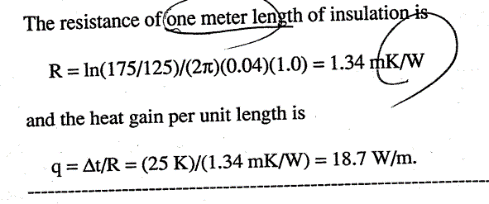 The resistance of one meter length of insulation is
R = ln(175/125)/(2π)(0.04)(1.0) = 1.34 mK/W
and the heat gain per unit length is
q = Δt/R = (25 K)/(1.34 mK/W) = 18.7 W/m.